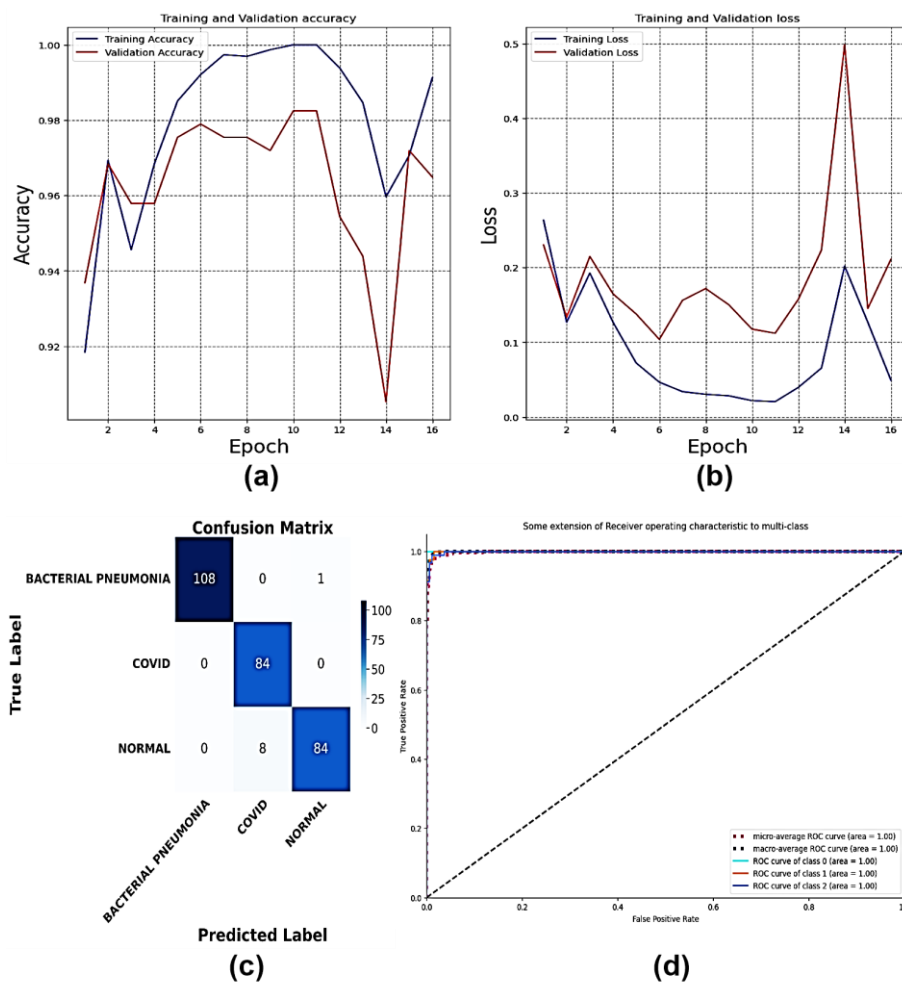 Training and Validation accuracy
Training Accuracy
Validation Accuracy
1.00
0.98
0.96
0.94
0.92
Accuracy
2 4 6 8 10 12 14 16
Epoch
(a)
Training and Validation loss
Training Loss
Validation Loss
0.5
0.4
0.3
0.2
0.1
0.0
Loss
2 4 6 8 10 12 14 16
Epoch
(b)
Confusion Matrix
True Label
BACTERIAL PNEUMONIA 108 0 1
COVID 0 84 0
NORMAL 0 8 84
100
75
50
25
0
BACTERIAL PNEUMONIA
COVID
NORMAL
Predicted Label
(c)
Some extension of Receiver operating characteristic to multi-class
1.0
0.8
0.6
0.4
0.2
0.0
True Positive Rate
micro-average ROC curve (area = 1.00)
macro-average ROC curve (area = 1.00)
ROC curve of class 0 (area = 1.00)
ROC curve of class 1 (area = 1.00)
ROC curve of class 2 (area = 1.00)
0.0 0.2 0.4 0.6 0.8
False Positive Rate
(d)